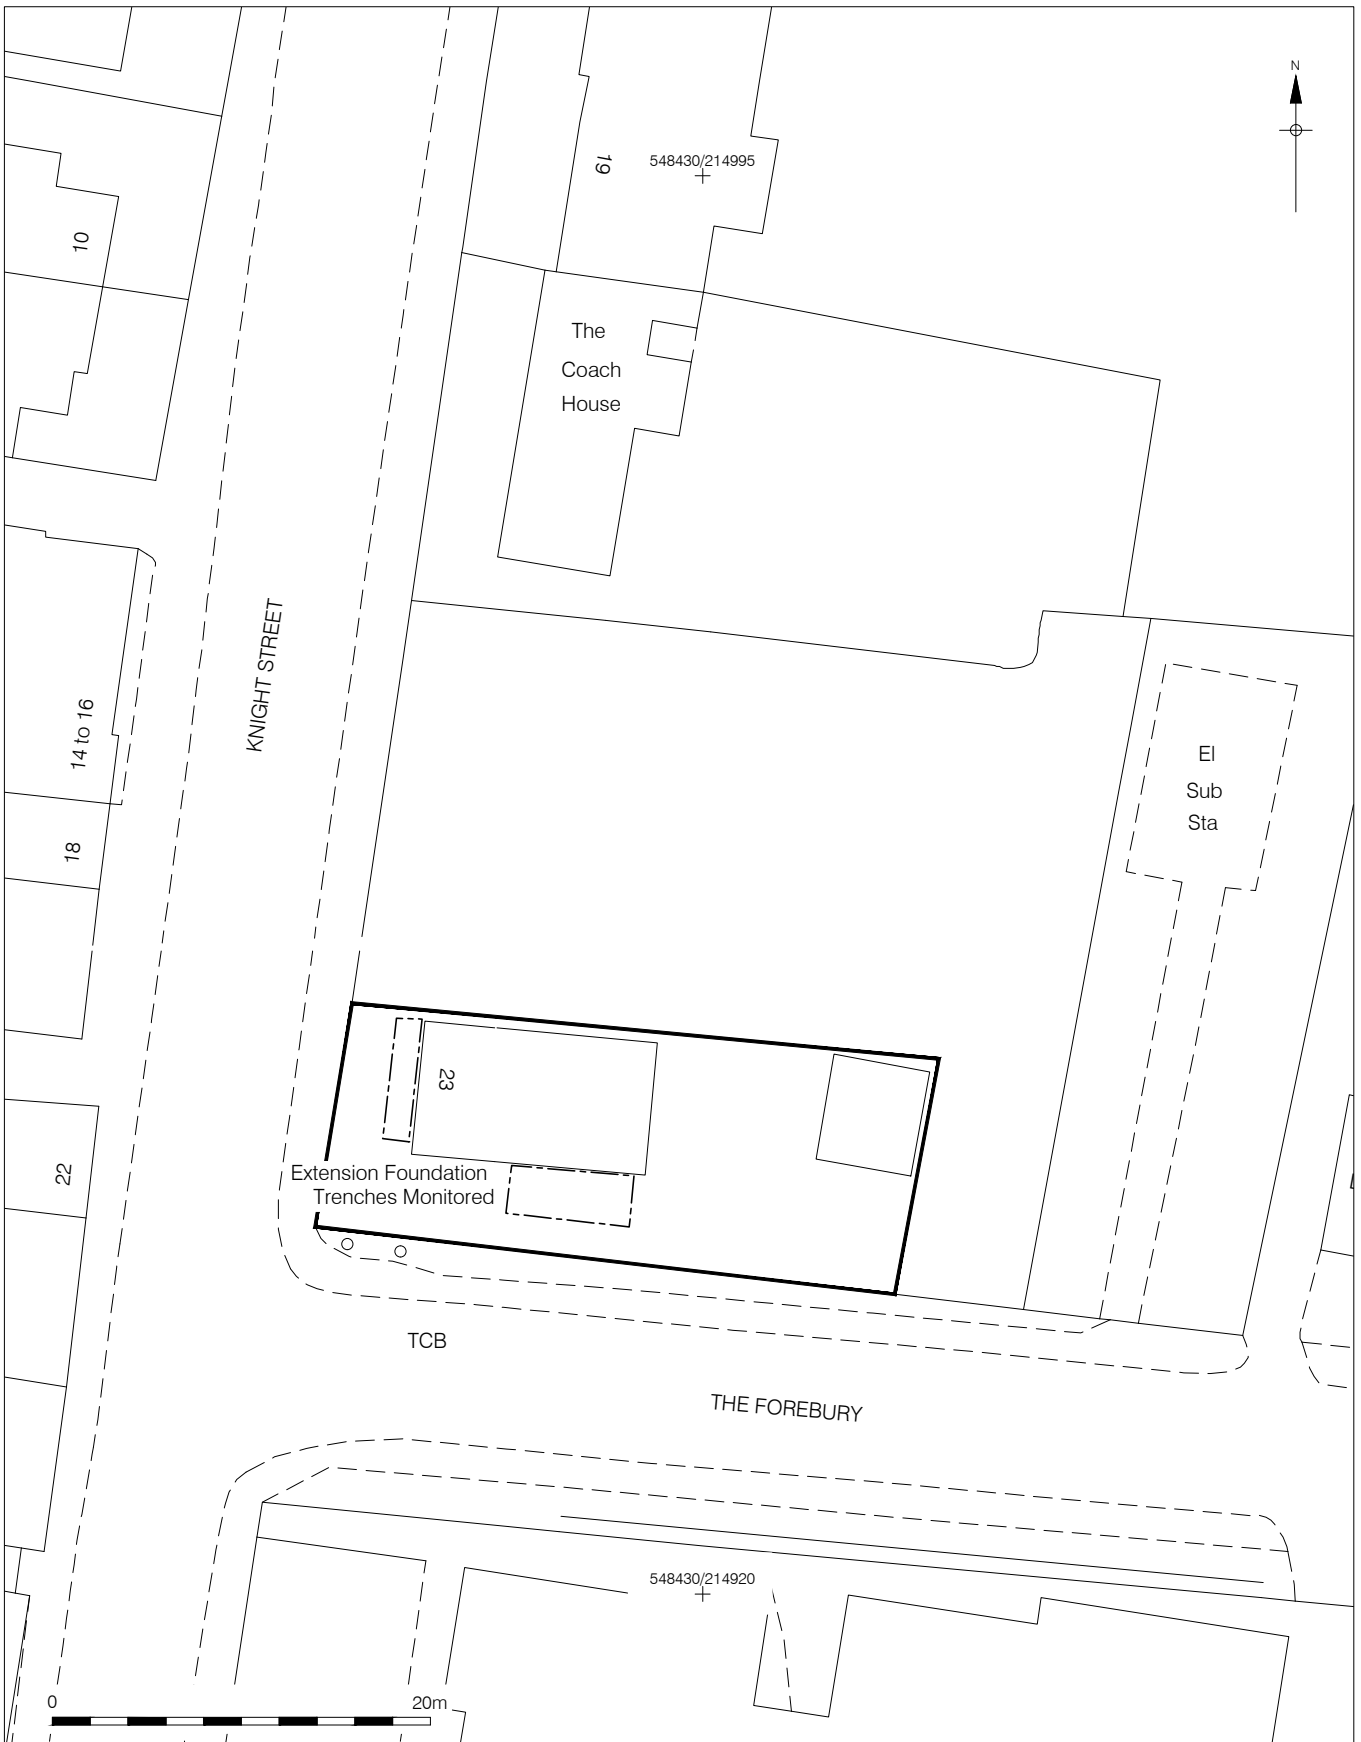 N
548430/214995
19
10
The
Coach
House
KNIGHT STREET
14 to 16
El
Sub
Sta
18
23
Extension Foundation
Trenches Monitored
22
TCB
THE FOREBURY
548430/214920
0
20m